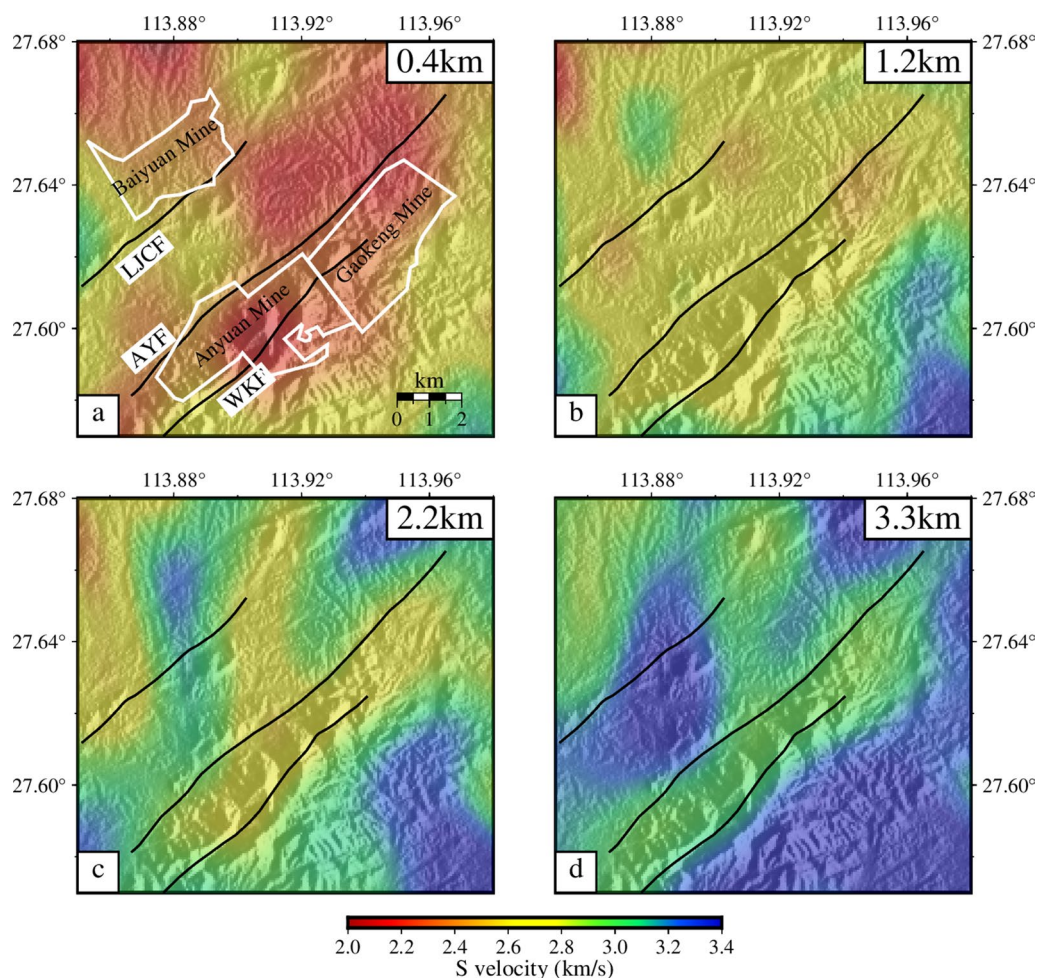 113.88° 113.92° 113.96° 113.88° 113.92° 113.96°
27.68° 0.4km 1.2km 27.68°
Baiyuan Mine
27.64° 27.64°
Gaokeng Mine
LJCF
Anyuan Mine
27.60° 27.60°
AYF
WKF
km
0 1 2
a b
113.88° 113.92° 113.96° 113.88° 113.92° 113.96°
27.68° 2.2km 3.3km 27.68°
27.64° 27.64°
27.60° 27.60°
c d
2.0 2.2 2.4 2.6 2.8 3.0 3.2 3.4
S velocity (km/s)